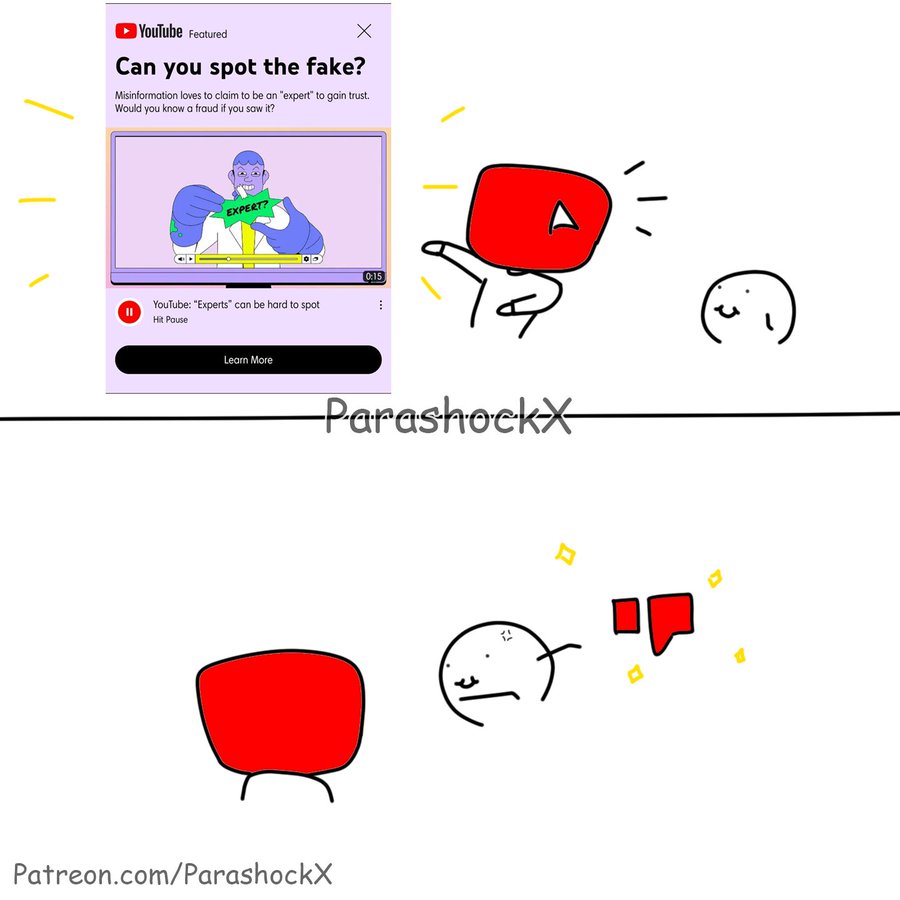 YouTube Featured
Can you spot the fake?
Misinformation loves to claim to be an "expert" to gain trust.
Would you know a fraud if you saw it?
EXPERT?
0:15
YouTube: "Experts" can be hard to spot
Hit Pause
Learn More
ParashockX
Patreon.com/ParashockX